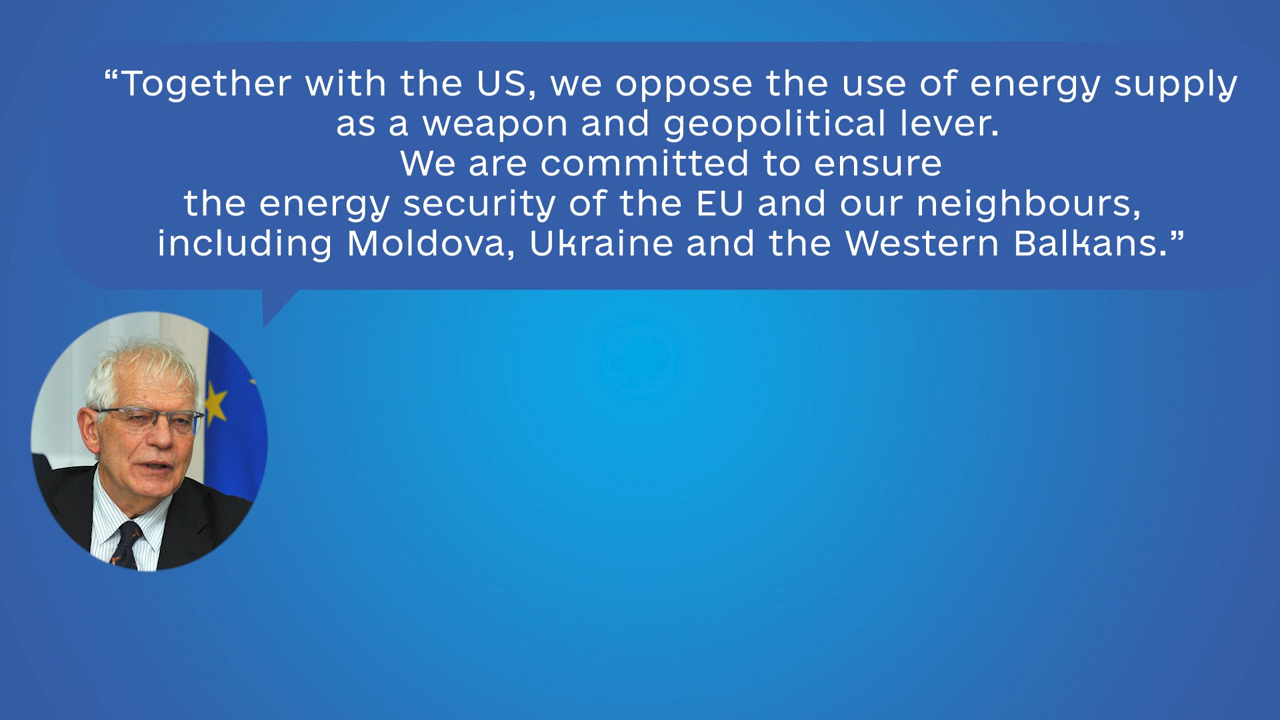 “Together with the US, we oppose the use of energy supply
as a weapon and geopolitical lever.
We are committed to ensure
the energy security of the EU and our neighbours,
including Moldova, Ukraine and the Western Balkans.”